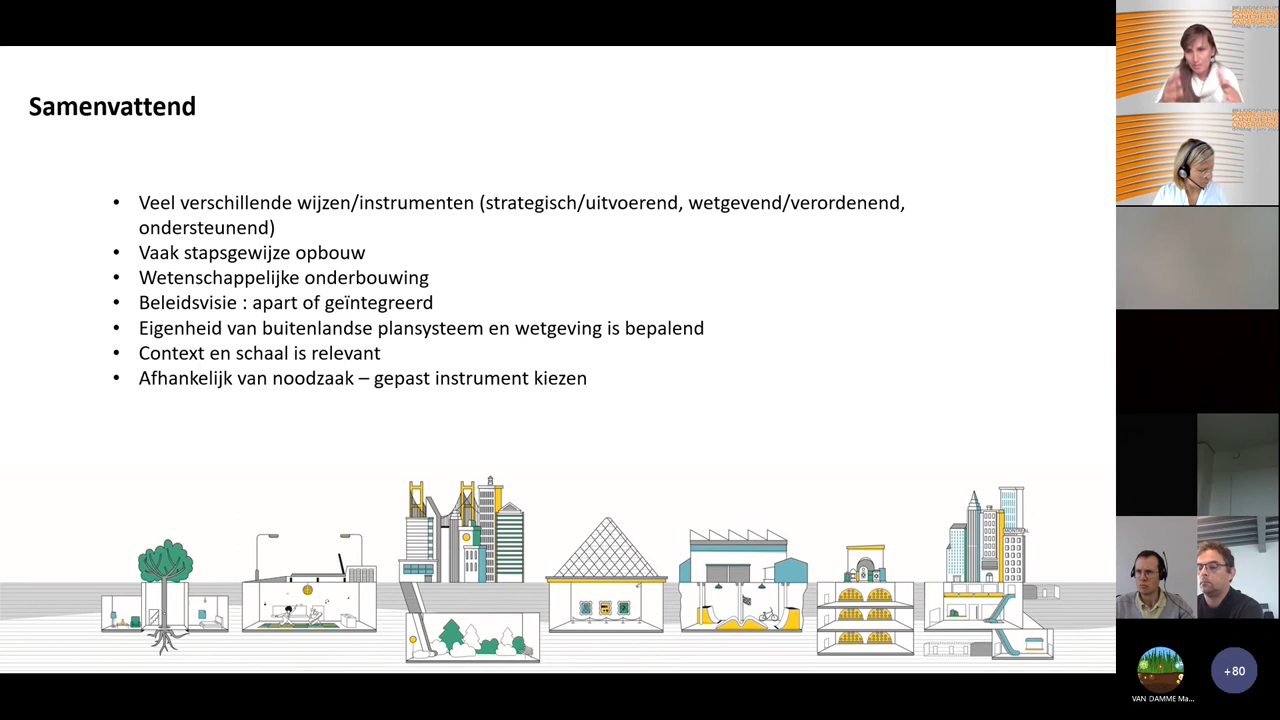 Samenvattend
• Veel verschillende wijzen/instrumenten (strategisch/uitvoerend, wetgevend/verordenend,
ondersteunend)
• Vaak stapsgewijze opbouw
• Wetenschappelijke onderbouwing
• Beleidsvisie : apart of geïntegreerd
• Eigenheid van buitenlandse plansysteem en wetgeving is bepalend
• Context en schaal is relevant
• Afhankelijk van noodzaak – gepast instrument kiezen
MONTREAL
VAN DAMME Ma...
+80